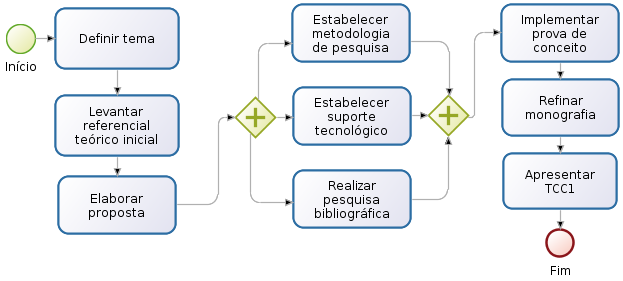 Início
Definir tema
Levantar
referencial
teórico inicial
Elaborar
proposta
Estabelecer
metodologia
de pesquisa
Estabelecer
suporte
tecnológico
Realizar
pesquisa
bibliográfica
Implementar
prova de
conceito
Refinar
monografia
Apresentar
TCC1
Fim